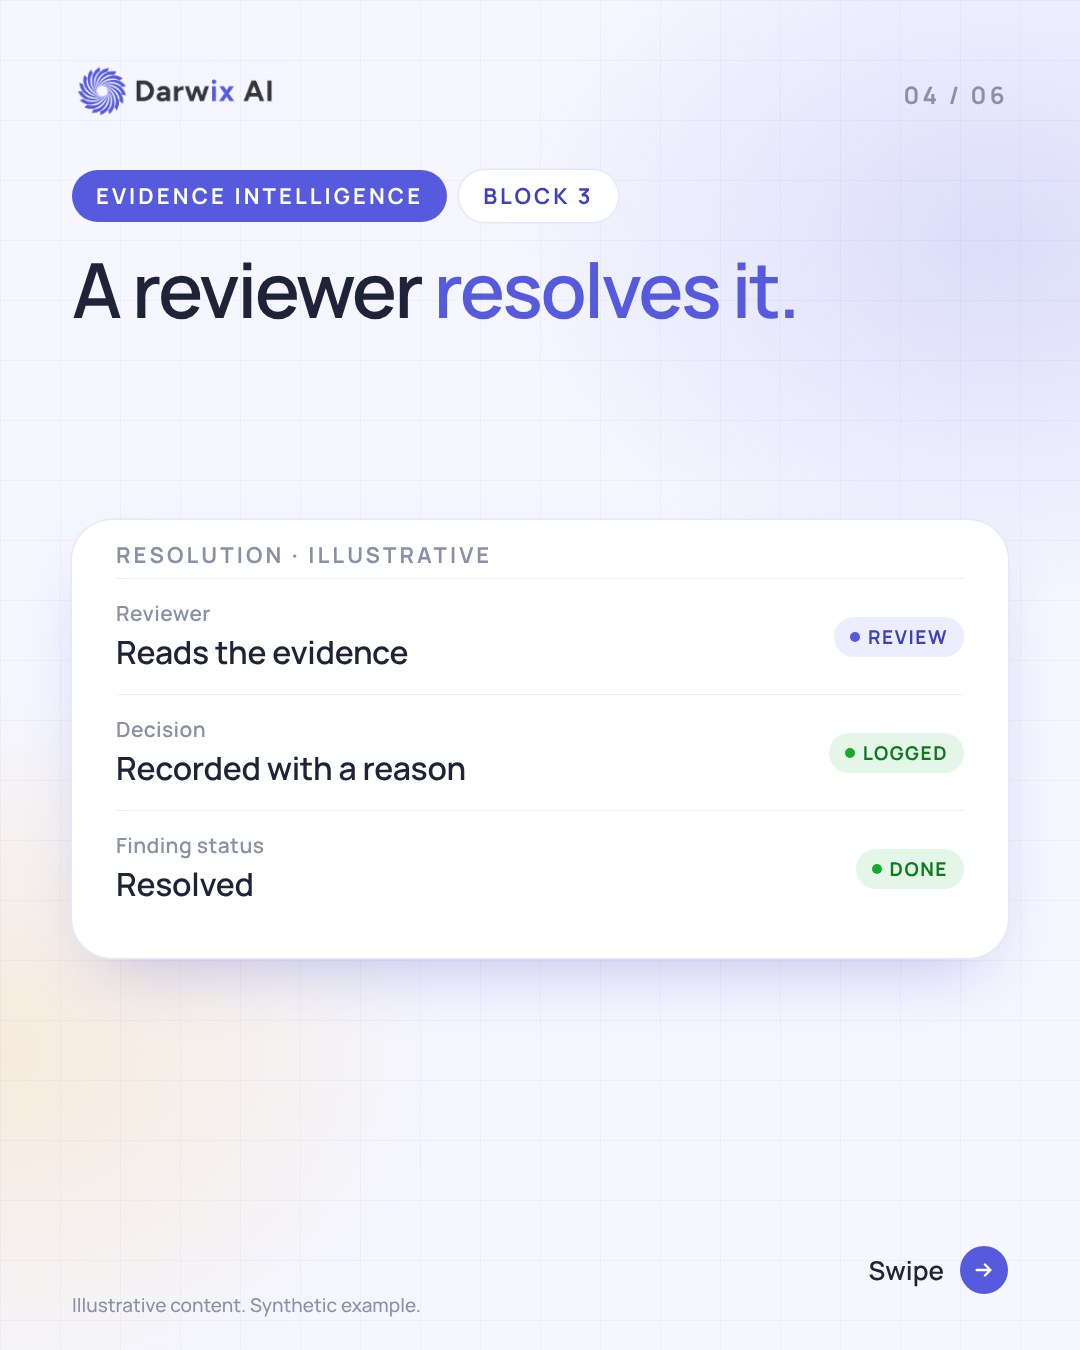 Darwix AI
04 / 06
EVIDENCE INTELLIGENCE
BLOCK 3
A reviewer resolves it.
RESOLUTION · ILLUSTRATIVE
Reviewer
Reads the evidence
REVIEW
Decision
Recorded with a reason
LOGGED
Finding status
Resolved
DONE
Swipe
Illustrative content. Synthetic example.